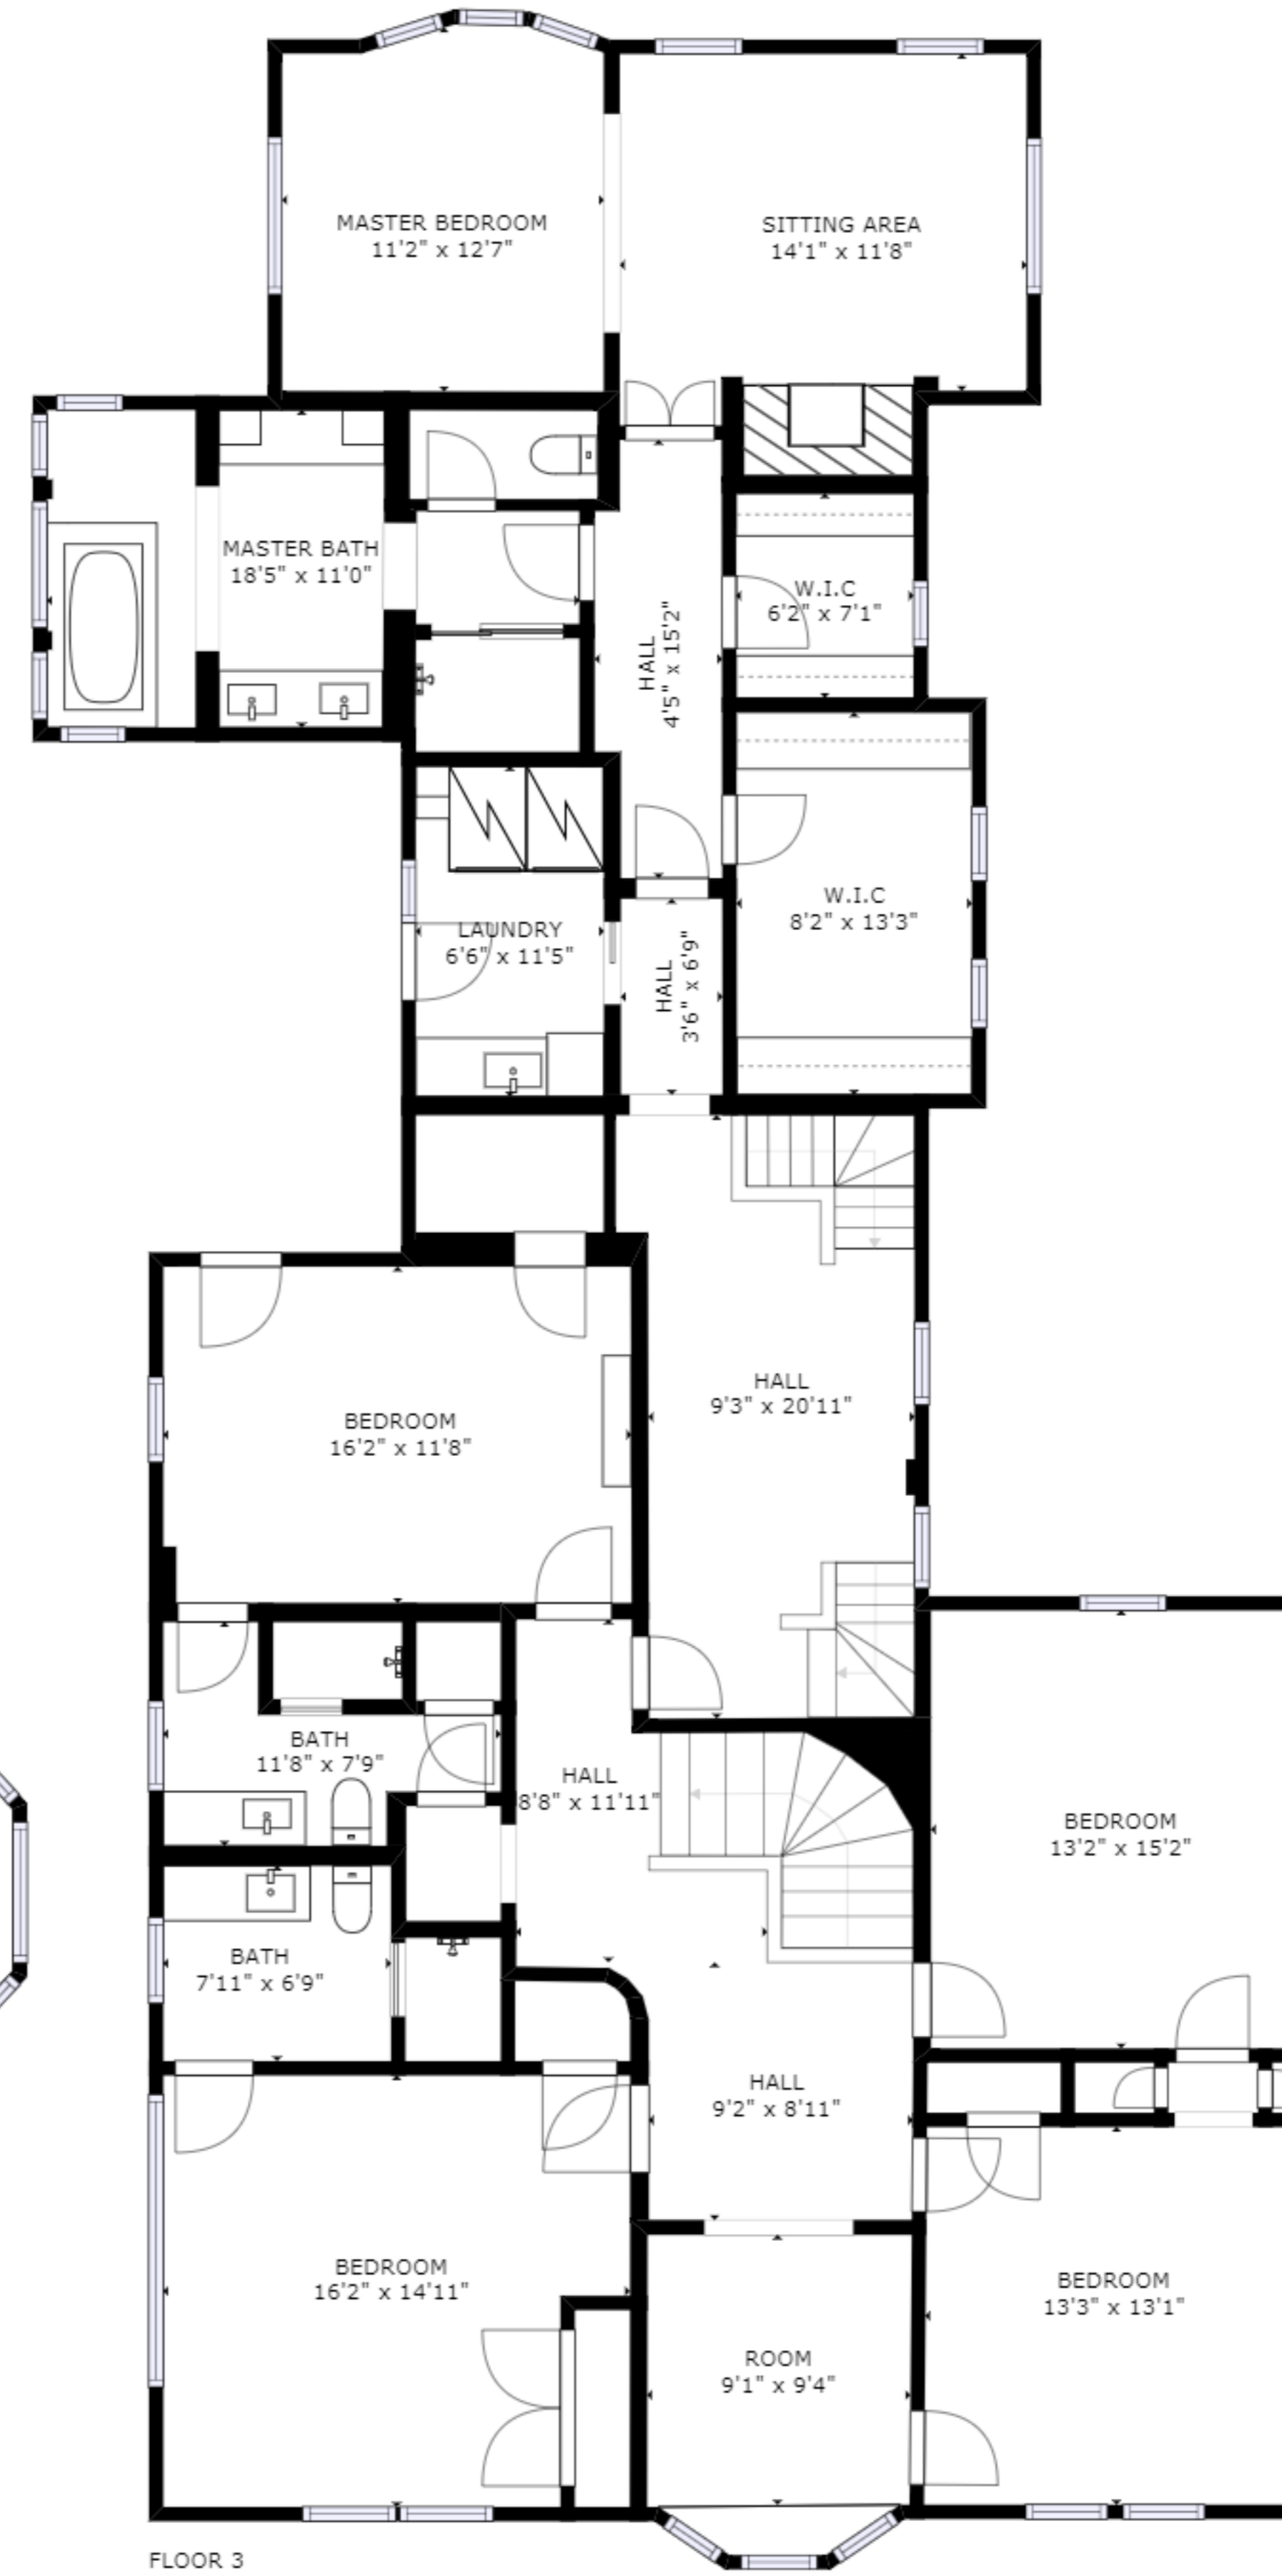 MASTER BEDROOM
11'2" x 12'7"
SITTING AREA
14'1" x 11'8"
MASTER BATH
18'5" x 11'0"
W.I.C
6'2" x 7'1"
HALL
4'5" x 15'2"
W.I.C
8'2" x 13'3"
LAUNDRY
6'6" x 11'5"
HALL
3'6" x 6'9"
HALL
9'3" x 20'11"
BEDROOM
16'2" x 11'8"
BATH
11'8" x 7'9"
HALL
8'8" x 11'11"
BEDROOM
13'2" x 15'2"
BATH
7'11" x 6'9"
HALL
9'2" x 8'11"
BEDROOM
16'2" x 14'11"
BEDROOM
13'3" x 13'1"
ROOM
9'1" x 9'4"
FLOOR 3